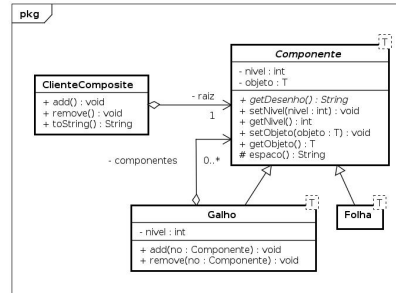 pkg
T
Componente
- nivel : int
- objeto : T
+ getDesenho() : String
+ setNivel(nivel : int) : void
+ getNivel() : int
+ setObjeto(objeto : T) : void
+ getObjeto() : T
# espaco() : String
ClienteComposite
+ add() : void
+ remove() : void
+ toString() : String
- raiz
1
- componentes
0..*
T
Galho
- nivel : int
+ add(no : Componente) : void
+ remove(no : Componente) : void
T
Folha